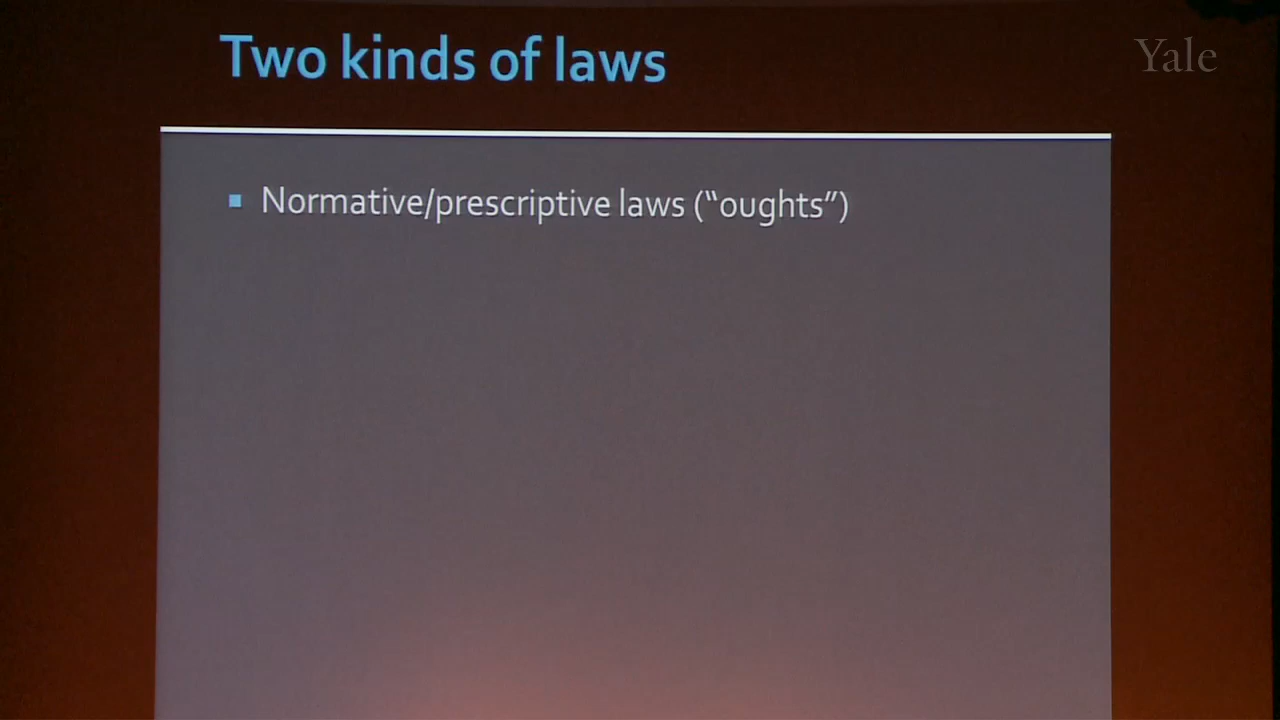 Two kinds of laws
Yale
Normative/prescriptive laws (“oughts”)